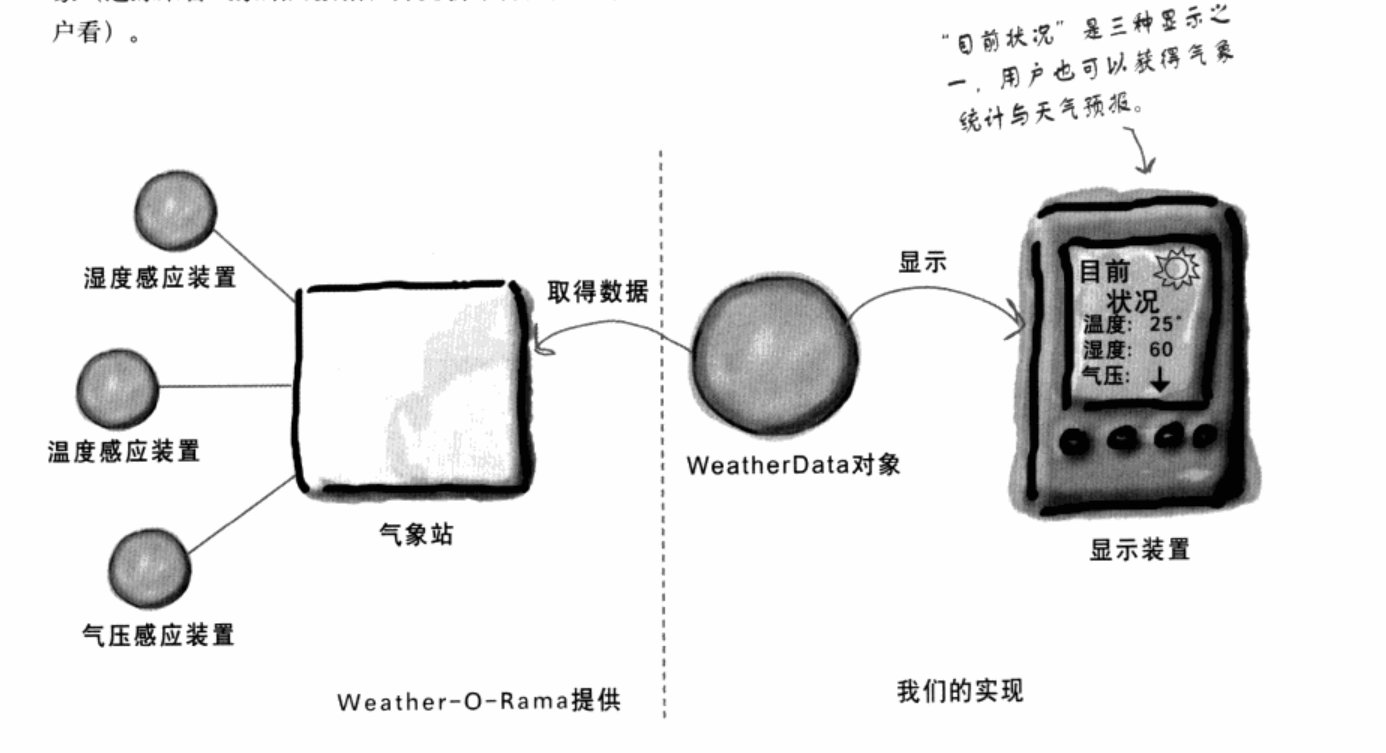 户看）。
“目前状况”是三种显示之
一，用户也可以获得气象
统计与天气预报。
湿度感应装置
温度感应装置
气压感应装置
气象站
取得数据
WeatherData对象
显示
目前
状况
温度：25°
湿度：60
气压：
显示装置
Weather-O-Rama提供
我们的实现